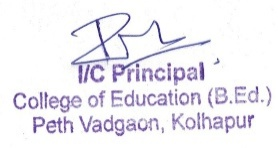 I/C Principal
College of Education (B.Ed.)
Peth Vadgaon, Kolhapur